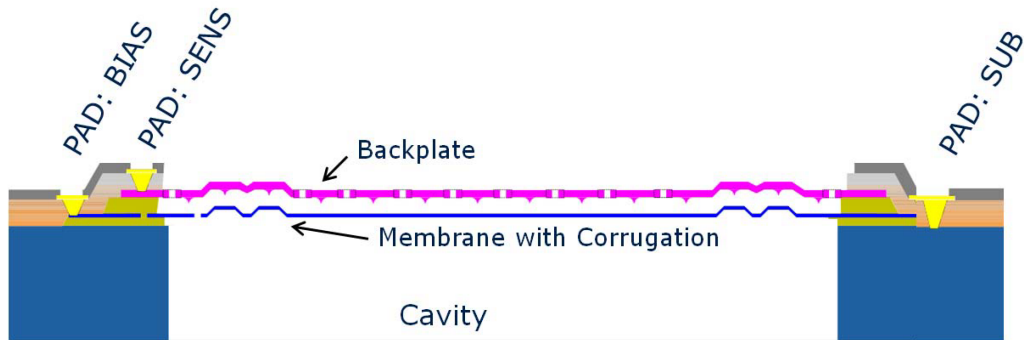 PAD: BIAS
PAD: SENS
PAD: SUB
Backplate
Membrane with Corrugation
Cavity